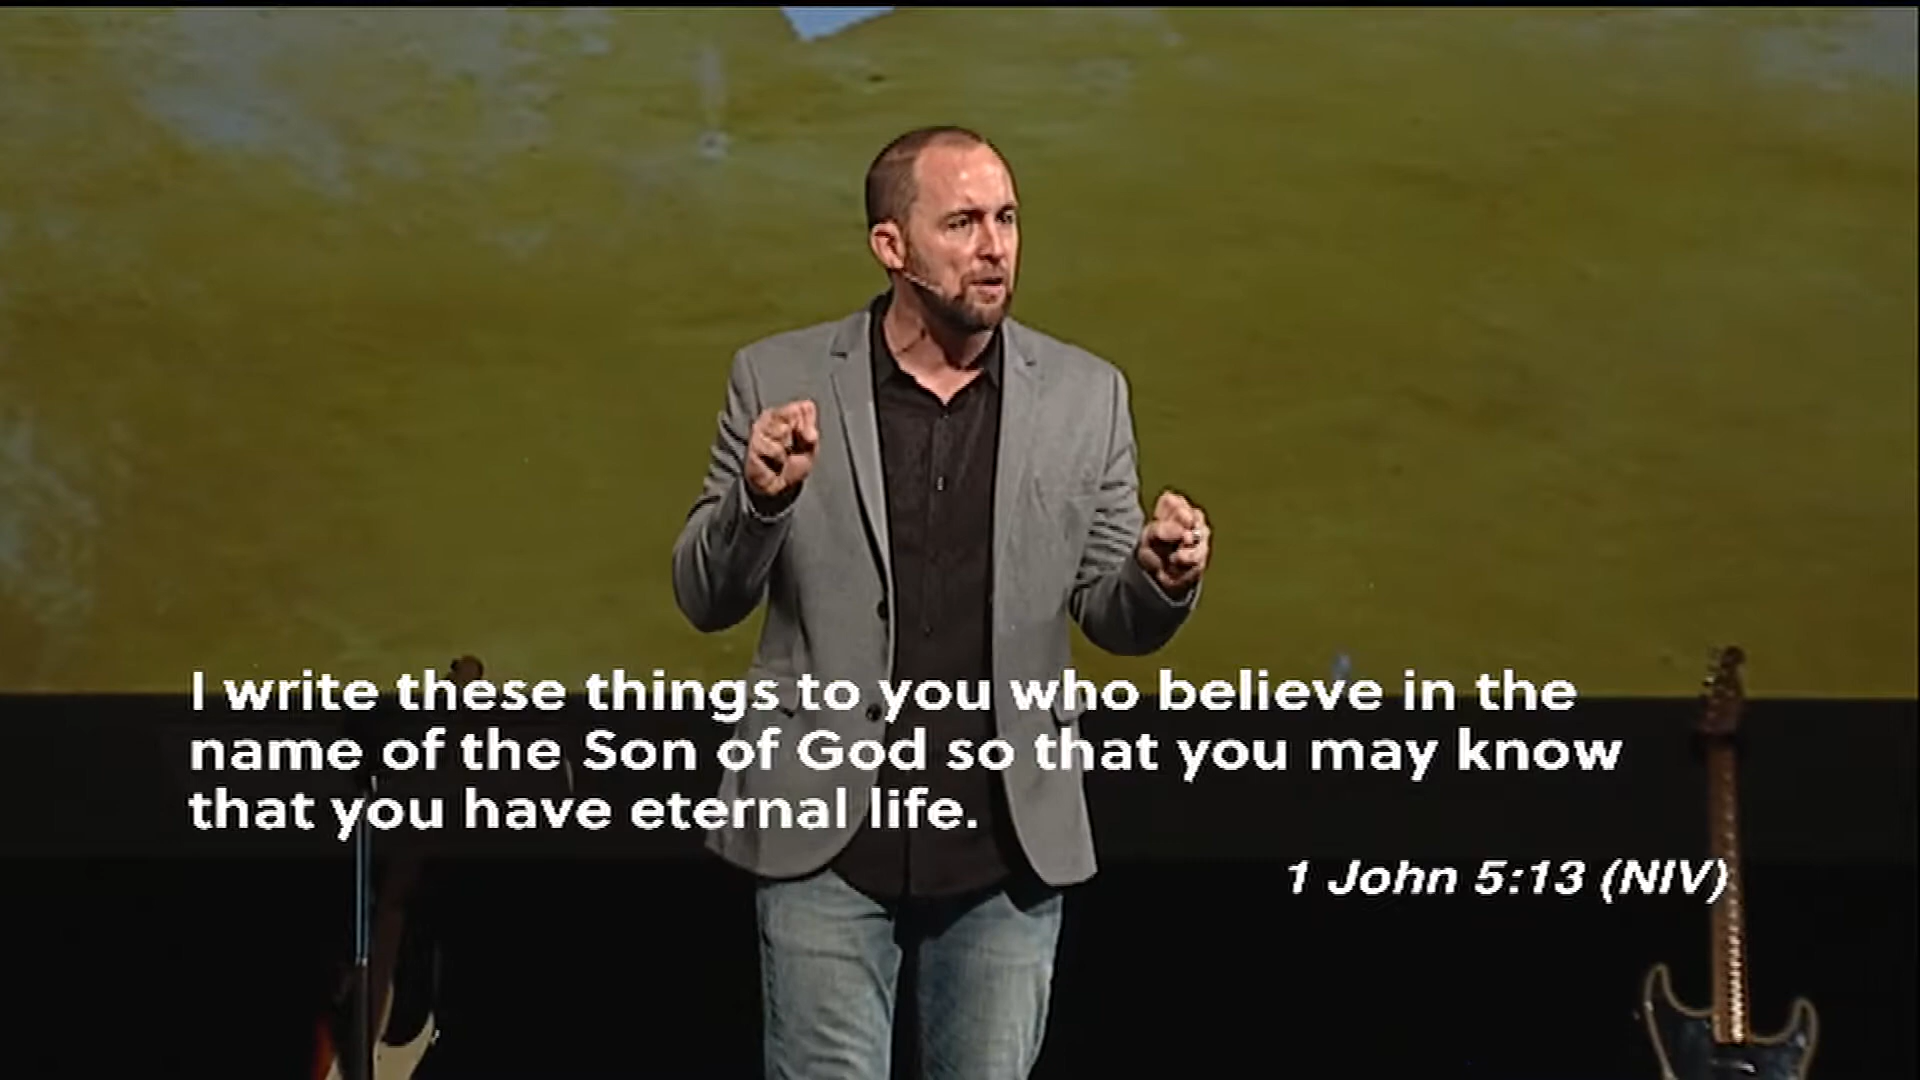 I write these things to you who believe in the
name of the Son of God so that you may know
that you have eternal life.
1 John 5:13 (NIV)